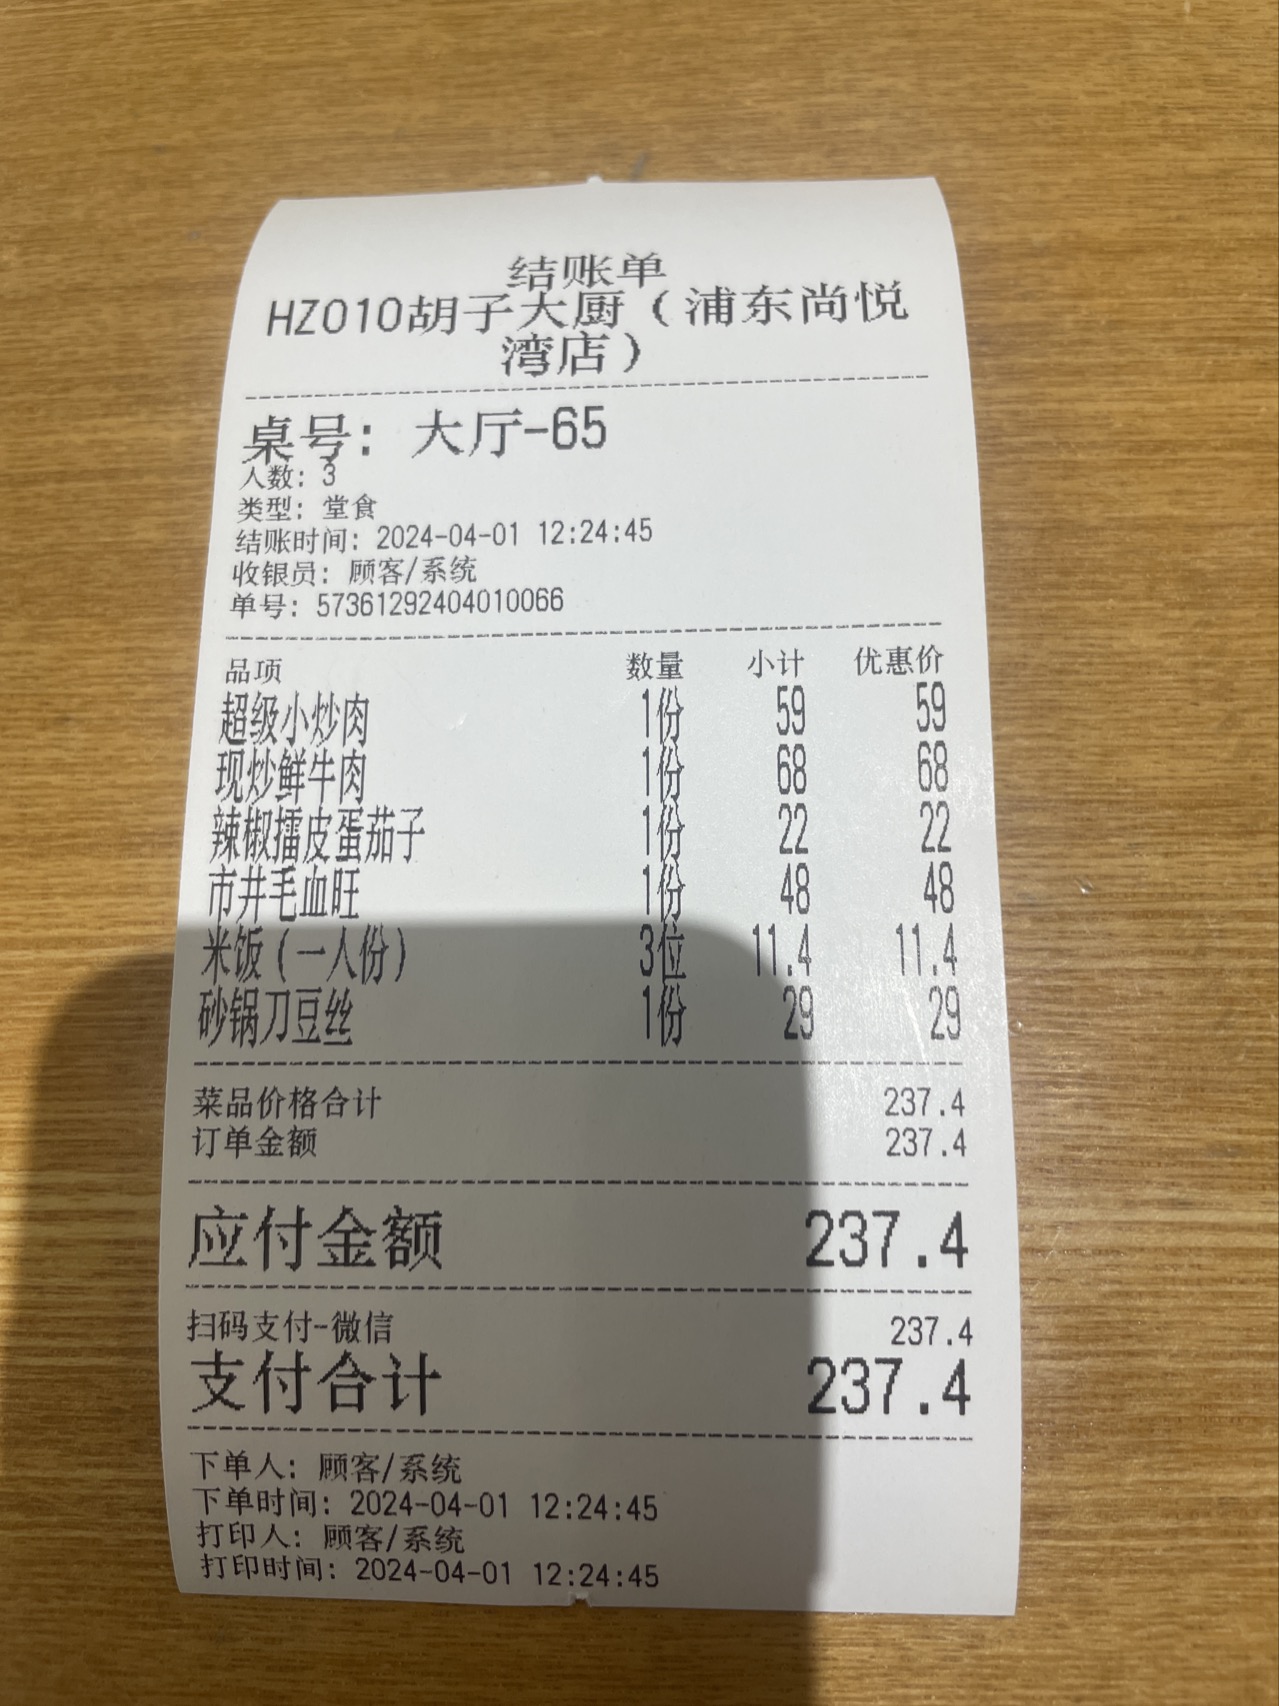 结账单
HZ010胡子大厨（浦东尚悦
湾店）
桌号：大厅-65
人数：3
类型：堂食
结账时间：2024-04-01 12:24:45
收银员：顾客/系统
单号：57361292404010066
品项 数量 小计 优惠价
超级小炒肉 1份 59 59
现炒鲜牛肉 1份 68 68
辣椒擂皮蛋茄子 1份 22 22
市井毛血旺 1份 48 48
米饭（一人份） 3位 11.4 11.4
砂锅刀豆丝 1份 29 29
菜品价格合计 237.4
订单金额 237.4
应付金额 237.4
扫码支付-微信 237.4
支付合计 237.4
下单人：顾客/系统
下单时间：2024-04-01 12:24:45
打印人：顾客/系统
打印时间：2024-04-01 12:24:45